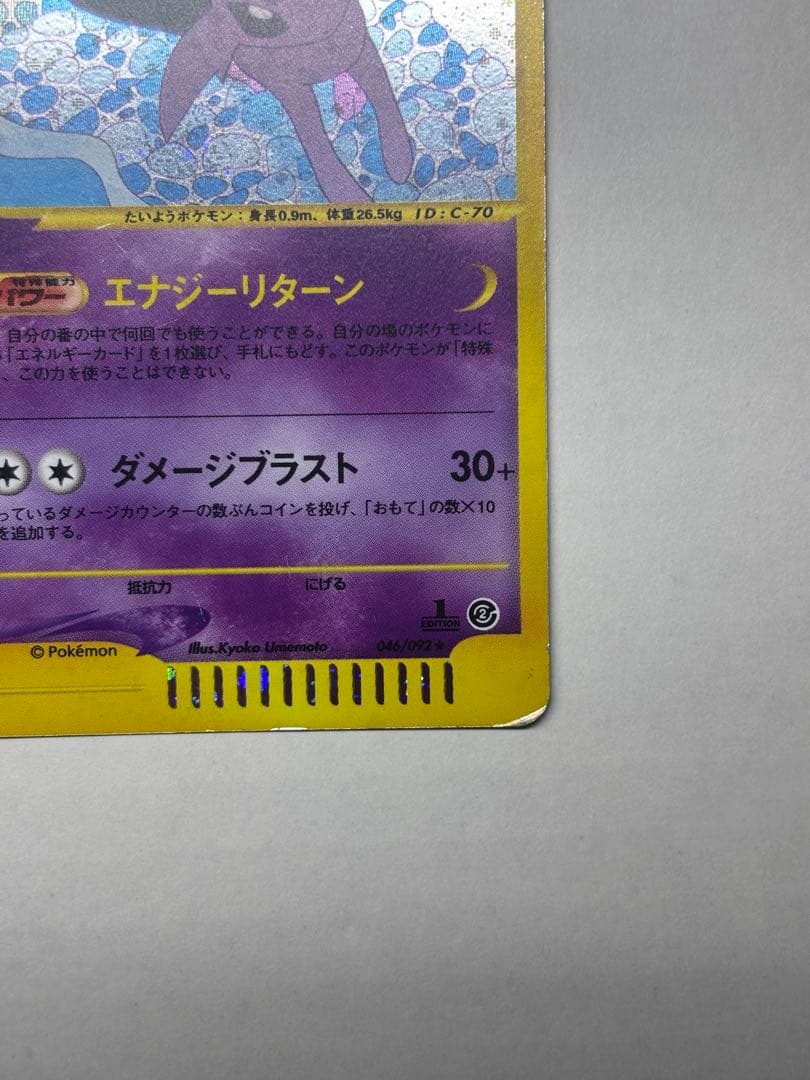 たいようポケモン：身長0.9m、体重26.5kg ID:C-70
特殊能力
パワー エナジーリターン
自分の番の中で何回でも使うことができる。自分の場のポケモンに
「エネルギーカード」を1枚選び、手札にもどす。このポケモンが「特殊
、この力を使うことはできない。
ダメージブラスト 30+
っているダメージカウンターの数ぶんコインを投げ、「おもて」の数×10
を追加する。
抵抗力 にげる
1 EDITION 2
©Pokémon Illus.Kyoko Umemoto 046/092★